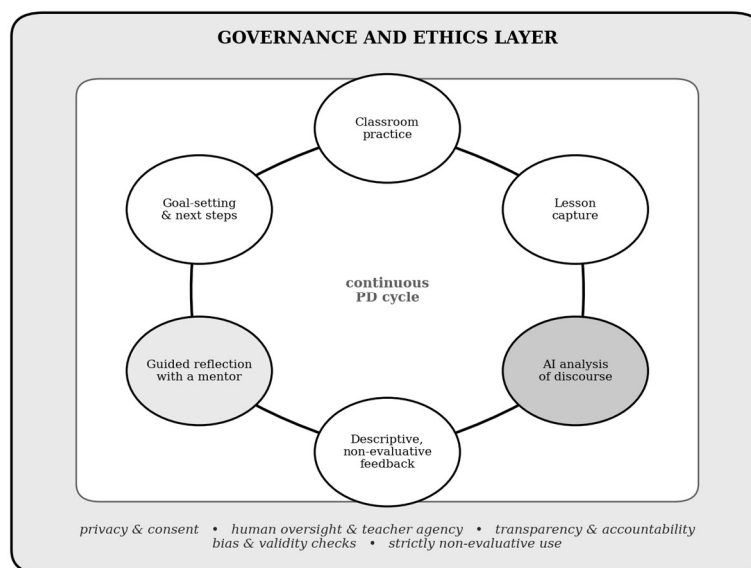 GOVERNANCE AND ETHICS LAYER
Classroom
practice
Goal-setting
& next steps
Lesson
capture
continuous
PD cycle
Guided reflection
with a mentor
AI analysis
of discourse
Descriptive,
non-evaluative
feedback
privacy & consent • human oversight & teacher agency • transparency & accountability
bias & validity checks • strictly non-evaluative use